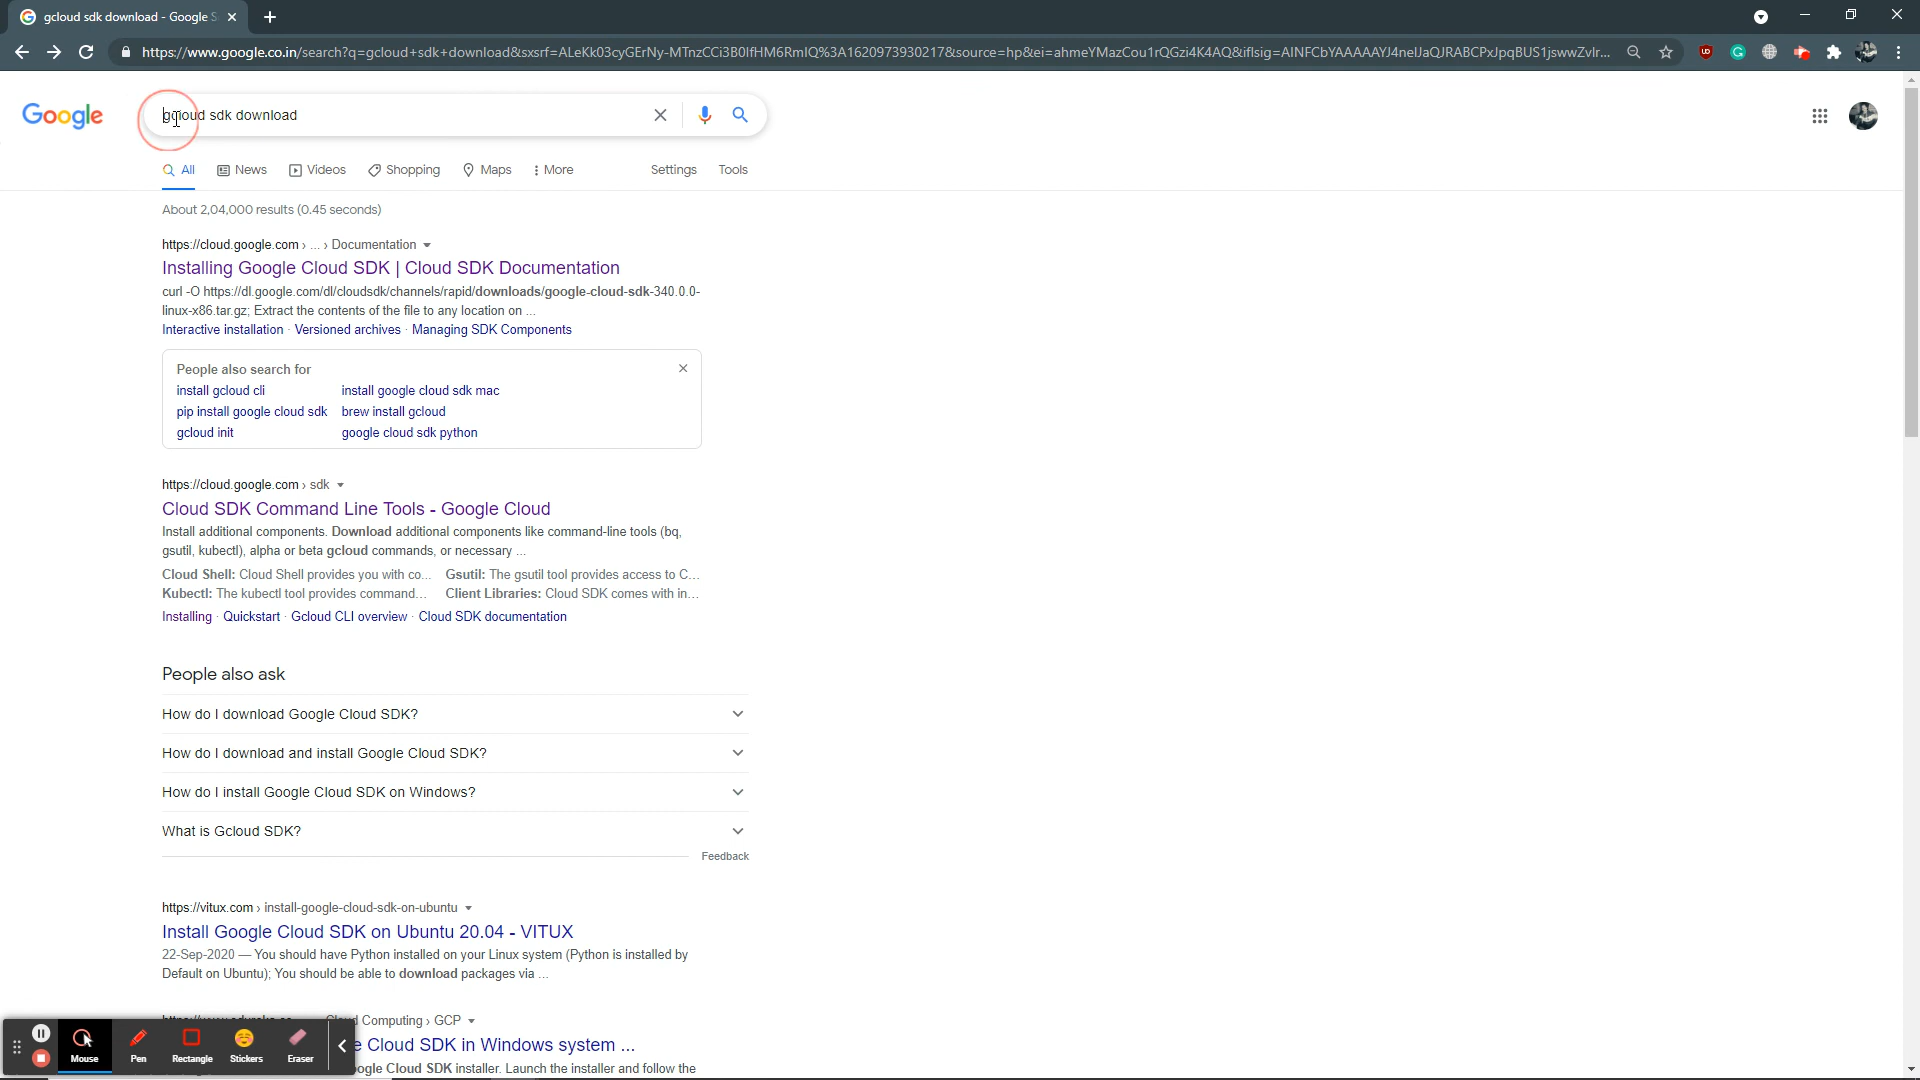 gcloud sdk download - Google S
https://www.google.co.in/search?q=gcloud+sdk+download&sxsrf=ALeKk03cyGErNy-MTnzCCi3B0lfHM6RmIQ%3A1620973930217&source=hp&ei=ahmeYMazCou1rQGzi4K4AQ&iflsig=AINFCbYAAAAAYJ4nelJaQJRABCPxJpqBUS1jswwZvlr...
Google
gcloud sdk download
All News Videos Shopping Maps More Settings Tools
About 2,04,000 results (0.45 seconds)
https://cloud.google.com › ... › Documentation
Installing Google Cloud SDK | Cloud SDK Documentation
curl -O https://dl.google.com/dl/cloudsdk/channels/rapid/downloads/google-cloud-sdk-340.0.0-
linux-x86.tar.gz; Extract the contents of the file to any location on ...
Interactive installation · Versioned archives · Managing SDK Components
People also search for
install gcloud cli install google cloud sdk mac
pip install google cloud sdk brew install gcloud
gcloud init google cloud sdk python
https://cloud.google.com › sdk
Cloud SDK Command Line Tools - Google Cloud
Install additional components. Download additional components like command-line tools (bq,
gsutil, kubectl), alpha or beta gcloud commands, or necessary ...
Cloud Shell: Cloud Shell provides you with co... Gsutil: The gsutil tool provides access to C...
Kubectl: The kubectl tool provides command... Client Libraries: Cloud SDK comes with in...
Installing · Quickstart · Gcloud CLI overview · Cloud SDK documentation
People also ask
How do I download Google Cloud SDK?
How do I download and install Google Cloud SDK?
How do I install Google Cloud SDK on Windows?
What is Gcloud SDK?
Feedback
https://vitux.com › install-google-cloud-sdk-on-ubuntu
Install Google Cloud SDK on Ubuntu 20.04 - VITUX
22-Sep-2020 — You should have Python installed on your Linux system (Python is installed by
Default on Ubuntu); You should be able to download packages via ...
Computing › GCP
e Cloud SDK in Windows system ...
ogle Cloud SDK installer. Launch the installer and follow the
Mouse Pen Rectangle Stickers Eraser